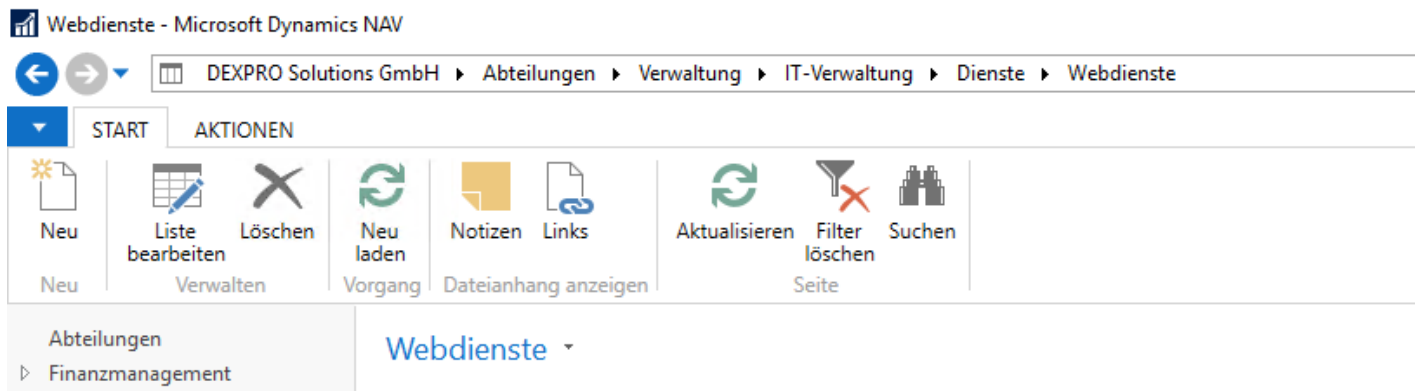 Webdienste - Microsoft Dynamics NAV
DEXPRO Solutions GmbH ▸ Abteilungen ▸ Verwaltung ▸ IT-Verwaltung ▸ Dienste ▸ Webdienste
START AKTIONEN
Neu Liste bearbeiten Löschen Neu laden Notizen Links Aktualisieren Filter löschen Suchen
Neu Verwalten Vorgang Dateianhang anzeigen Seite
Abteilungen
Finanzmanagement
Webdienste